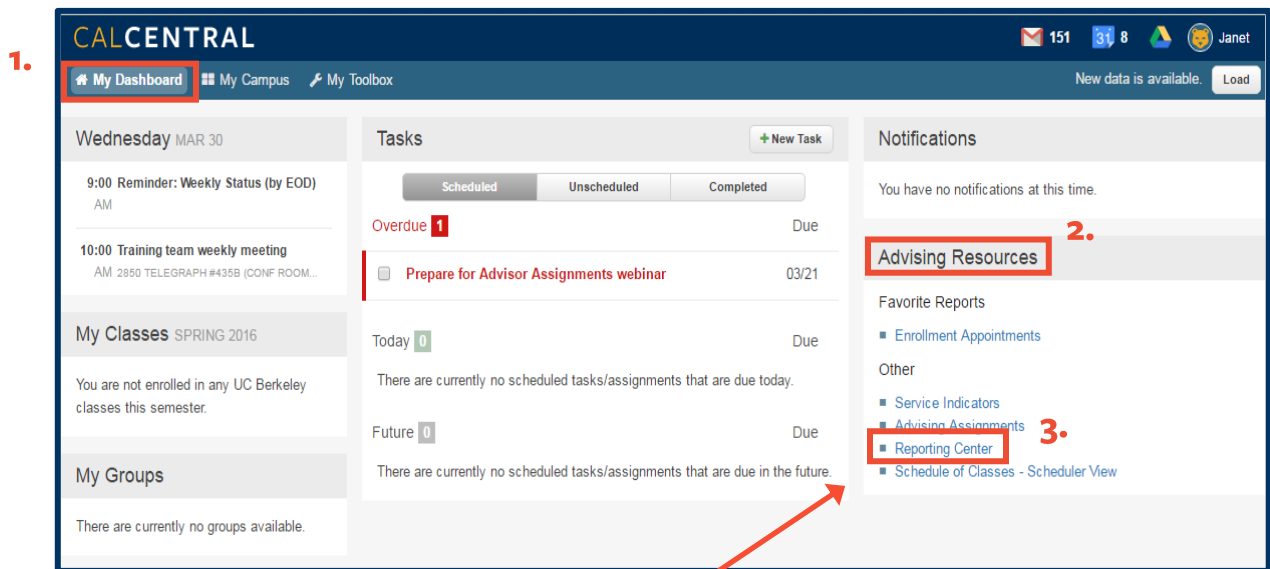 CALCENTRAL
151 31 8 Janet
1.
My Dashboard My Campus My Toolbox
New data is available. Load
Wednesday MAR 30
9:00 Reminder: Weekly Status (by EOD)
AM
10:00 Training team weekly meeting
AM 2850 TELEGRAPH #435B (CONF ROOM...
My Classes SPRING 2016
You are not enrolled in any UC Berkeley
classes this semester.
My Groups
There are currently no groups available.
Tasks + New Task
Scheduled Unscheduled Completed
Overdue 1 Due
Prepare for Advisor Assignments webinar 03/21
Today 0 Due
There are currently no scheduled tasks/assignments that are due today.
Future 0 Due
There are currently no scheduled tasks/assignments that are due in the future.
Notifications
You have no notifications at this time.
2.
Advising Resources
Favorite Reports
Enrollment Appointments
Other
Service Indicators
Advising Assignments
3.
Reporting Center
Schedule of Classes - Scheduler View